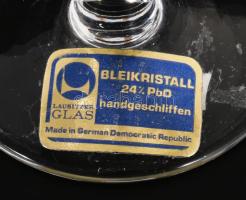 BLEIKRISTALL
24% PbO
handgeschliffen
LAUSITZER
GLAS
Made in German Democratic Republic